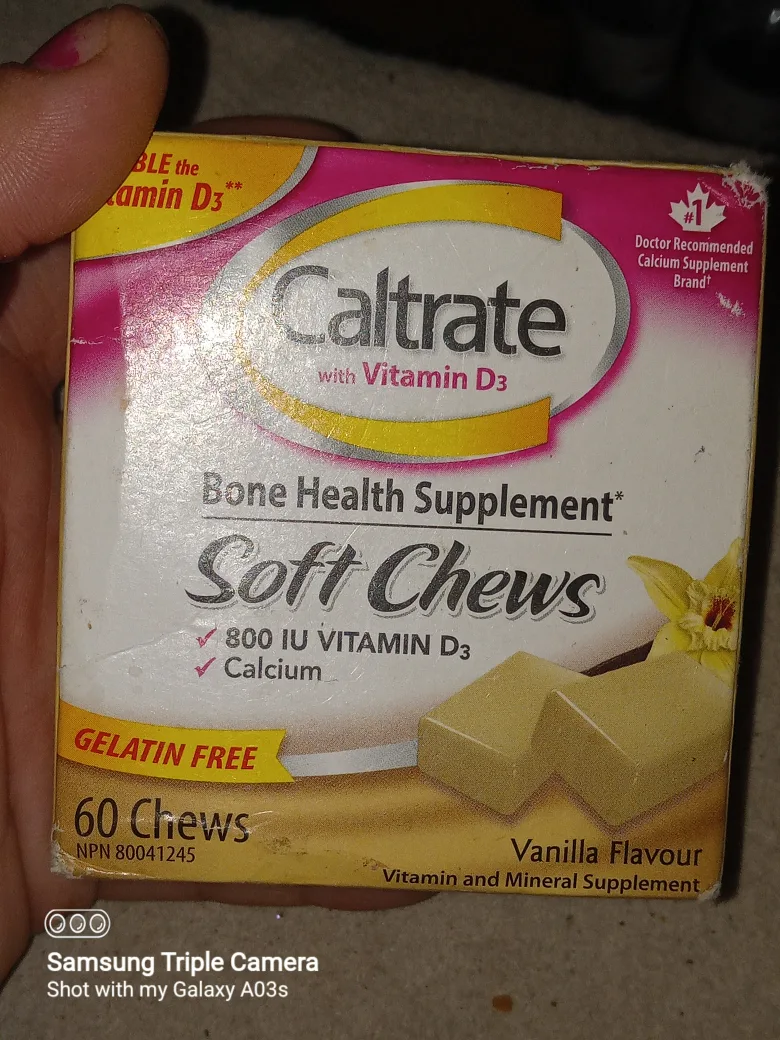 BLE the
tamin D3**
#1
Doctor Recommended
Calcium Supplement
Brand†
Caltrate
with Vitamin D3
Bone Health Supplement*
Soft Chews
✓ 800 IU VITAMIN D3
✓ Calcium
GELATIN FREE
60 Chews
NPN 80041245
Vanilla Flavour
Vitamin and Mineral Supplement
Samsung Triple Camera
Shot with my Galaxy A03s